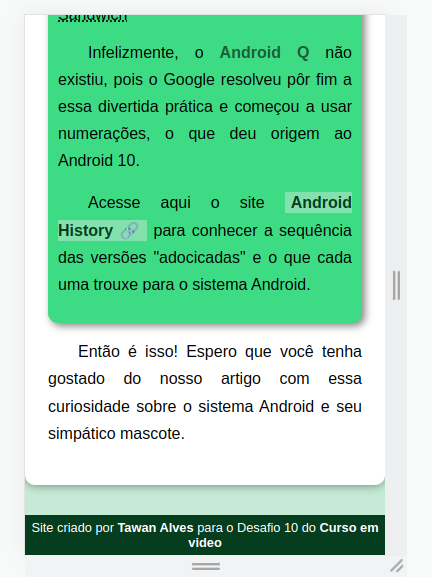 Sandwich
Infelizmente, o Android Q não
existiu, pois o Google resolveu pôr fim a
essa divertida prática e começou a usar
numerações, o que deu origem ao
Android 10.
Acesse aqui o site Android
History 🔗 para conhecer a sequência
das versões "adocicadas" e o que cada
uma trouxe para o sistema Android.
Então é isso! Espero que você tenha
gostado do nosso artigo com essa
curiosidade sobre o sistema Android e seu
simpático mascote.
Site criado por Tawan Alves para o Desafio 10 do Curso em
video